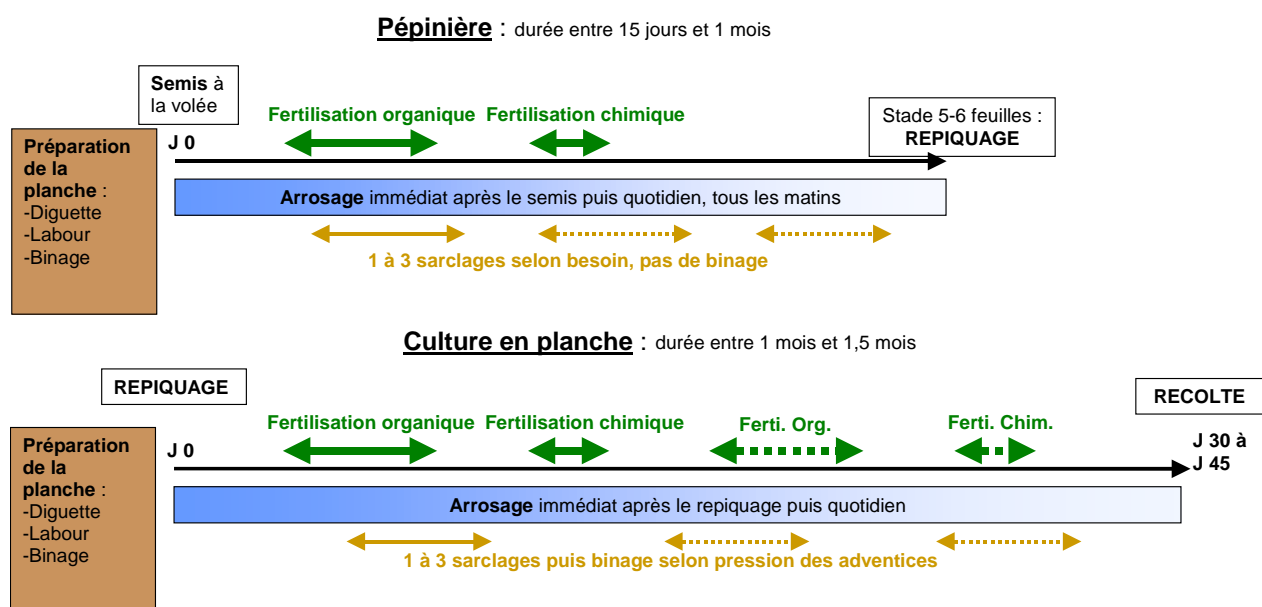 Pépinière : durée entre 15 jours et 1 mois
Semis à
la volée
Fertilisation organique
Fertilisation chimique
Stade 5-6 feuilles :
REPIQUAGE
Préparation
de la
planche :
-Diguette
-Labour
-Binage
J 0
Arrosage immédiat après le semis puis quotidien, tous les matins
1 à 3 sarclages selon besoin, pas de binage
Culture en planche : durée entre 1 mois et 1,5 mois
REPIQUAGE
RECOLTE
Fertilisation organique
Fertilisation chimique
Ferti. Org.
Ferti. Chim.
Préparation
de la
planche :
-Diguette
-Labour
-Binage
J 0
J 30 à
J 45
Arrosage immédiat après le repiquage puis quotidien
1 à 3 sarclages puis binage selon pression des adventices